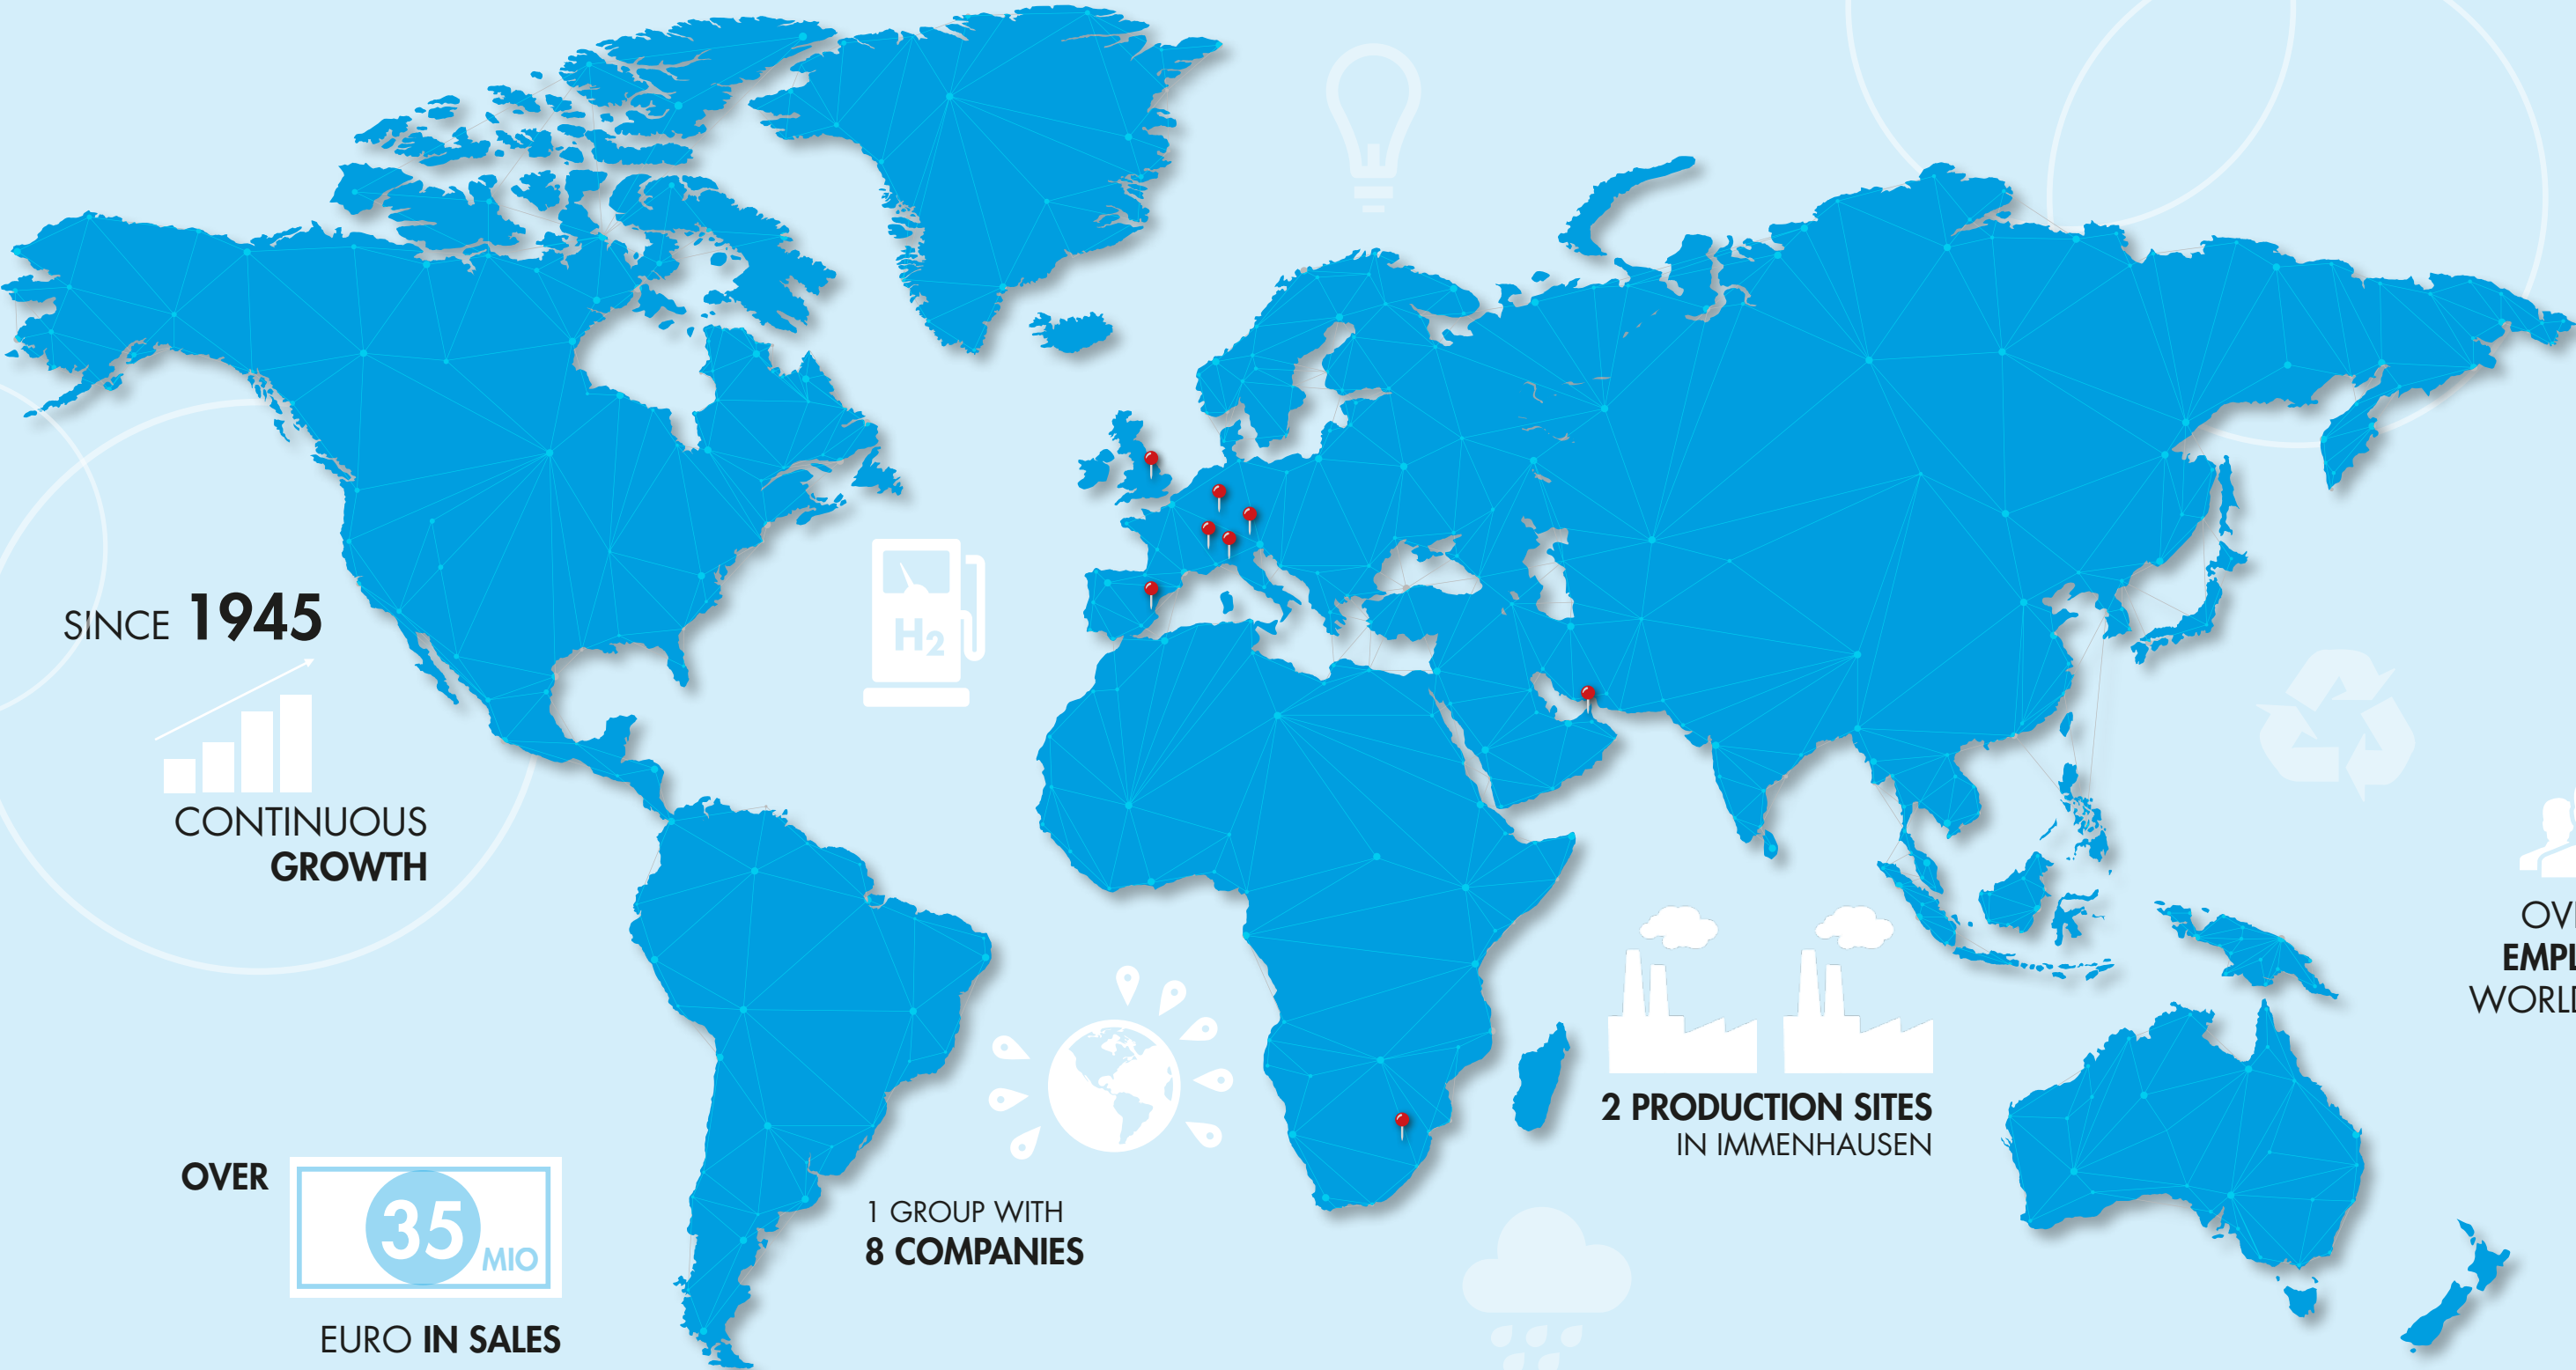 SINCE 1945
CONTINUOUS
GROWTH
H2
OVER
35 MIO
EURO IN SALES
1 GROUP WITH
8 COMPANIES
2 PRODUCTION SITES
IN IMMENHAUSEN